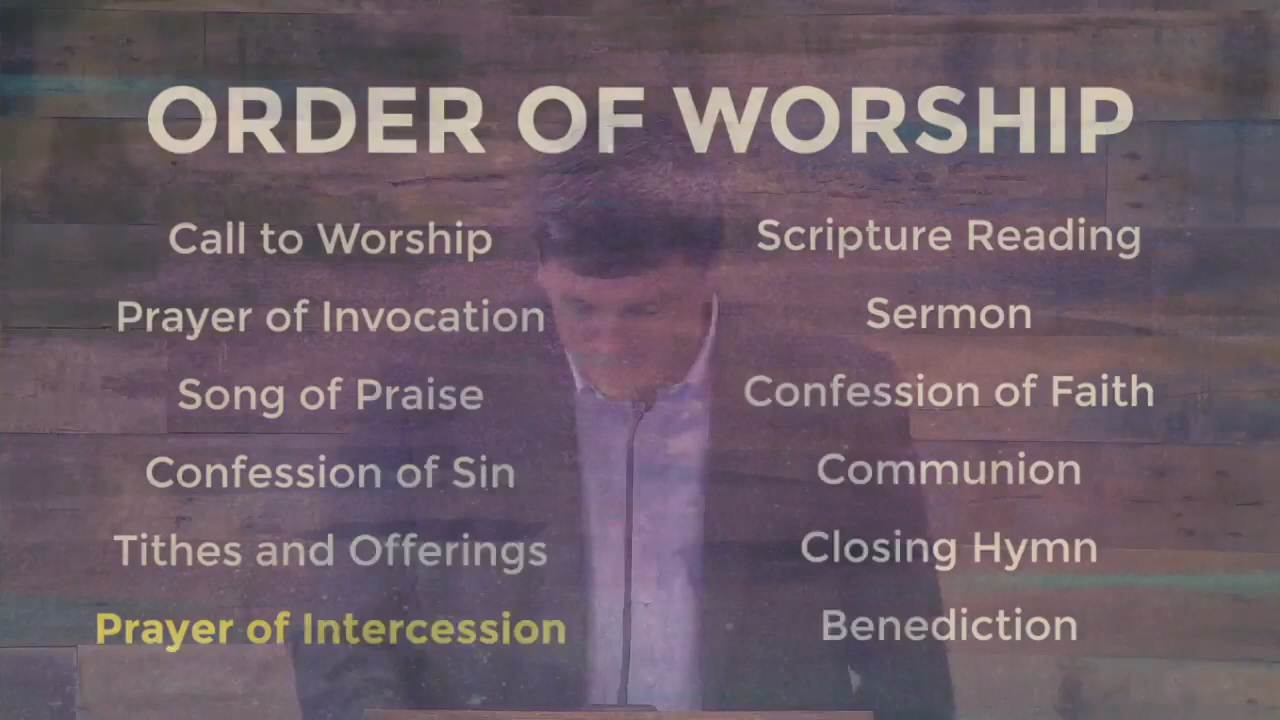 ORDER OF WORSHIP
Call to Worship
Prayer of Invocation
Song of Praise
Confession of Sin
Tithes and Offerings
Prayer of Intercession
Scripture Reading
Sermon
Confession of Faith
Communion
Closing Hymn
Benediction